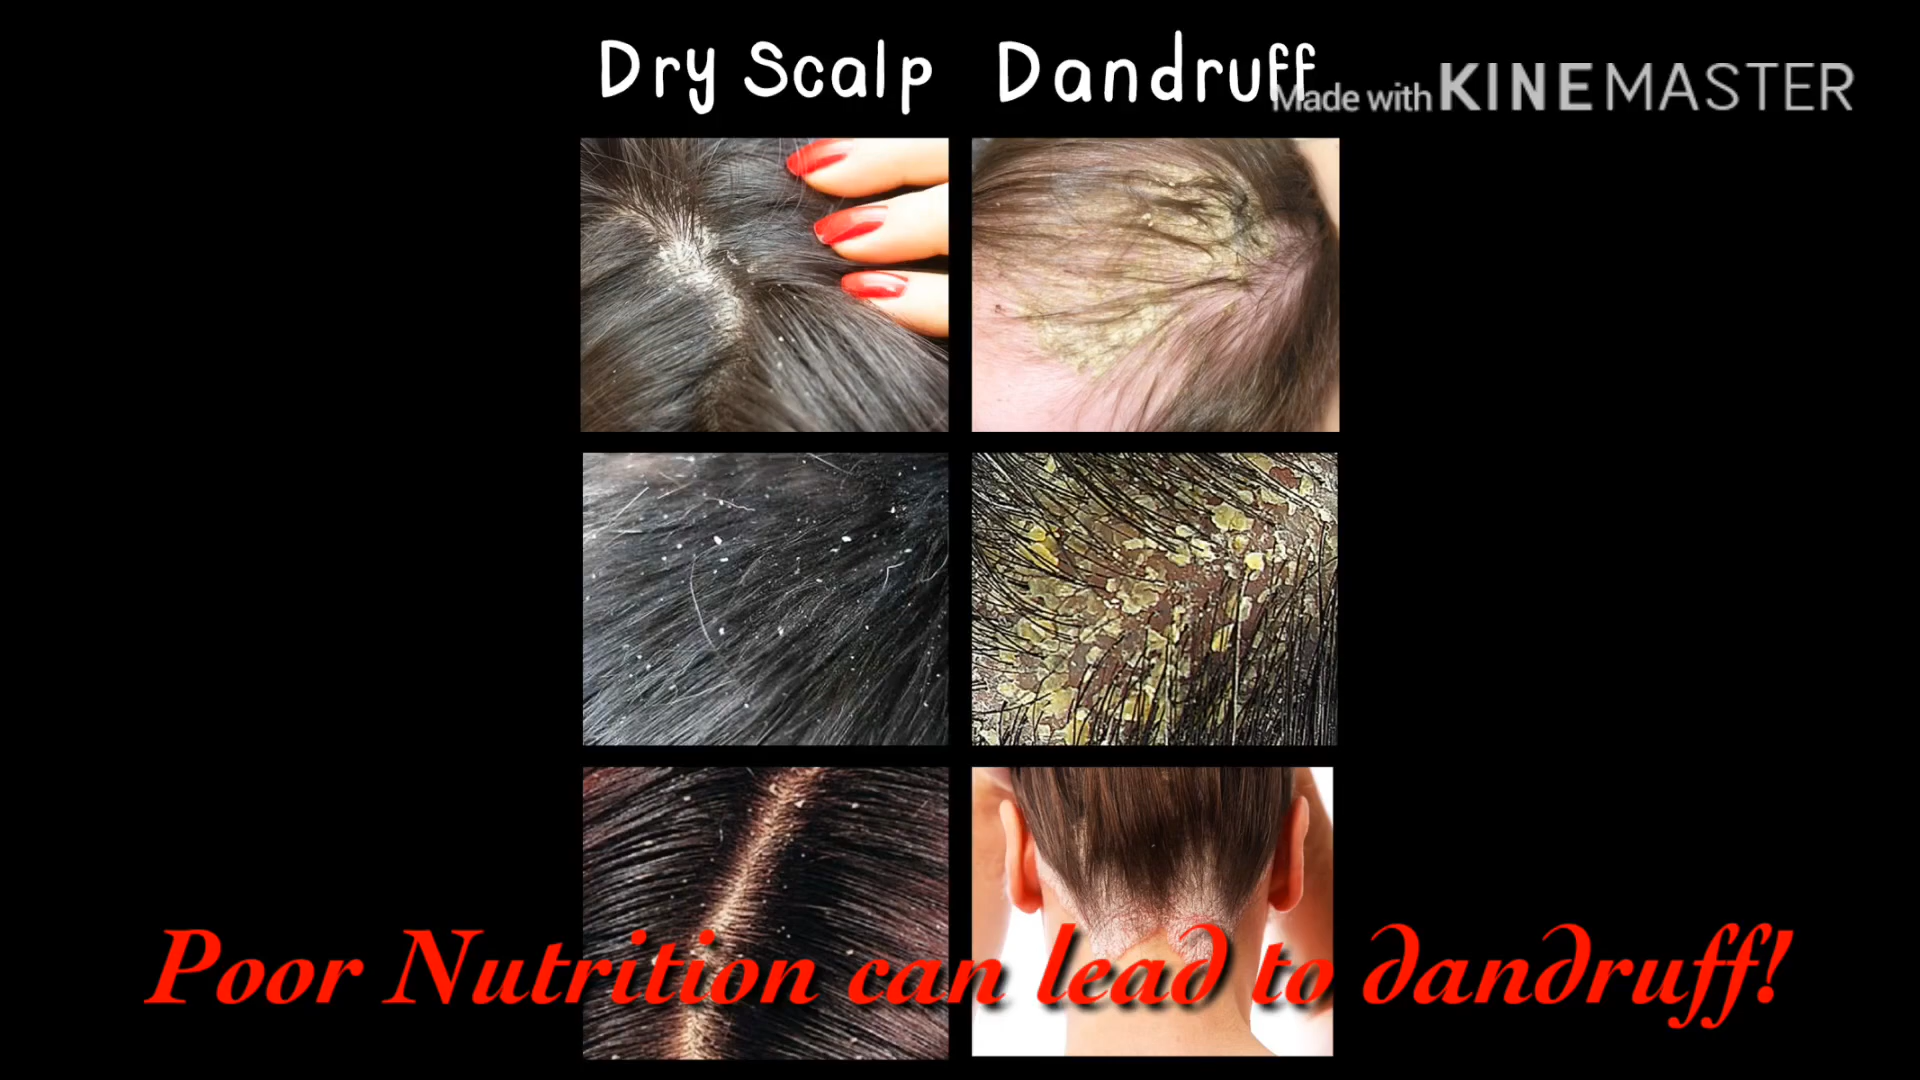 Dry Scalp Dandruff
Made with KINEMASTER
Poor Nutrition can lead to dandruff!